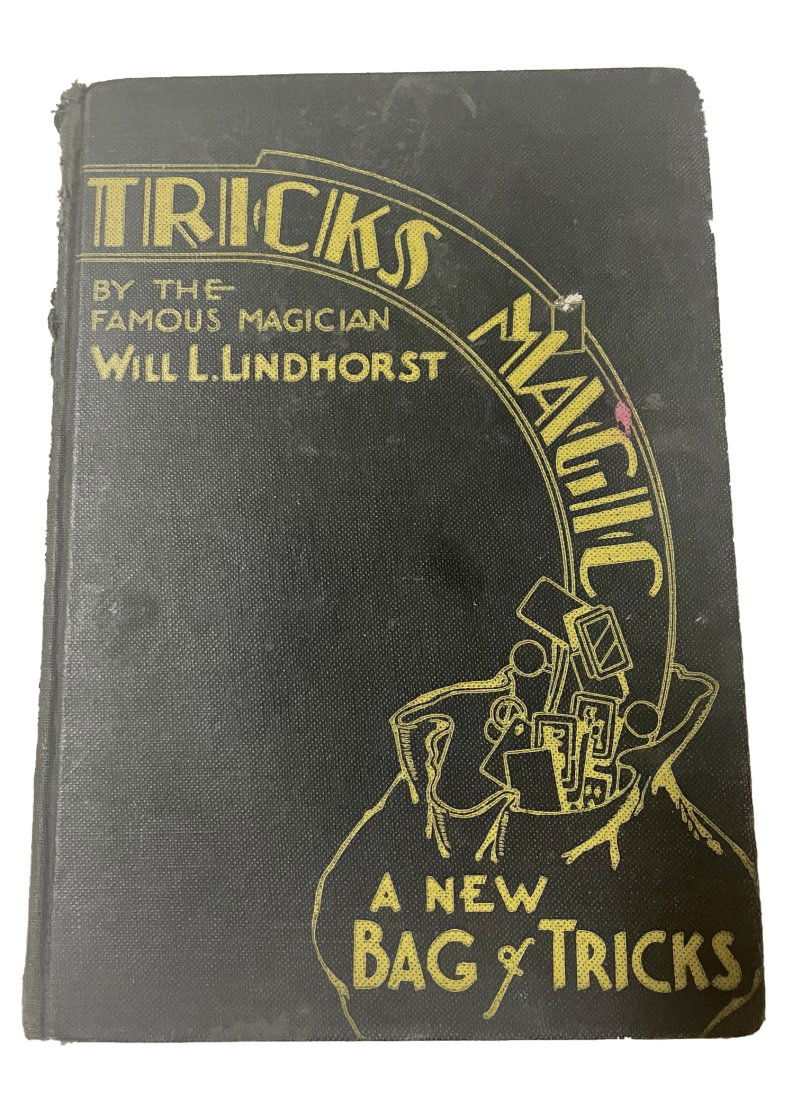 TRICKS MAGIC
BY THE
FAMOUS MAGICIAN
WILL L. LINDHORST
A NEW
BAG of TRICKS